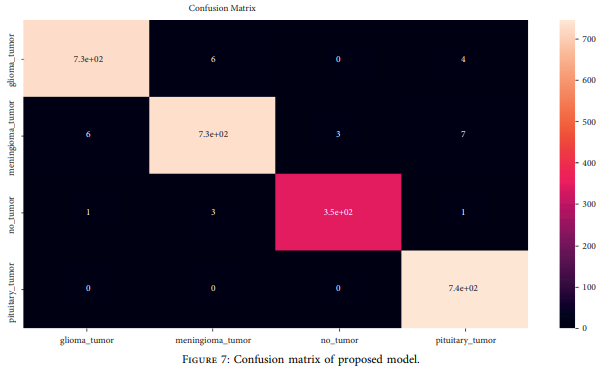 Confusion Matrix
glioma_tumor 7.3e+02 6 0 4
meningioma_tumor 6 7.3e+02 3 7
no_tumor 1 3 3.5e+02 1
pituitary_tumor 0 0 0 7.4e+02
glioma_tumor meningioma_tumor no_tumor pituitary_tumor
700
600
500
400
300
200
100
0
FIGURE 7: Confusion matrix of proposed model.